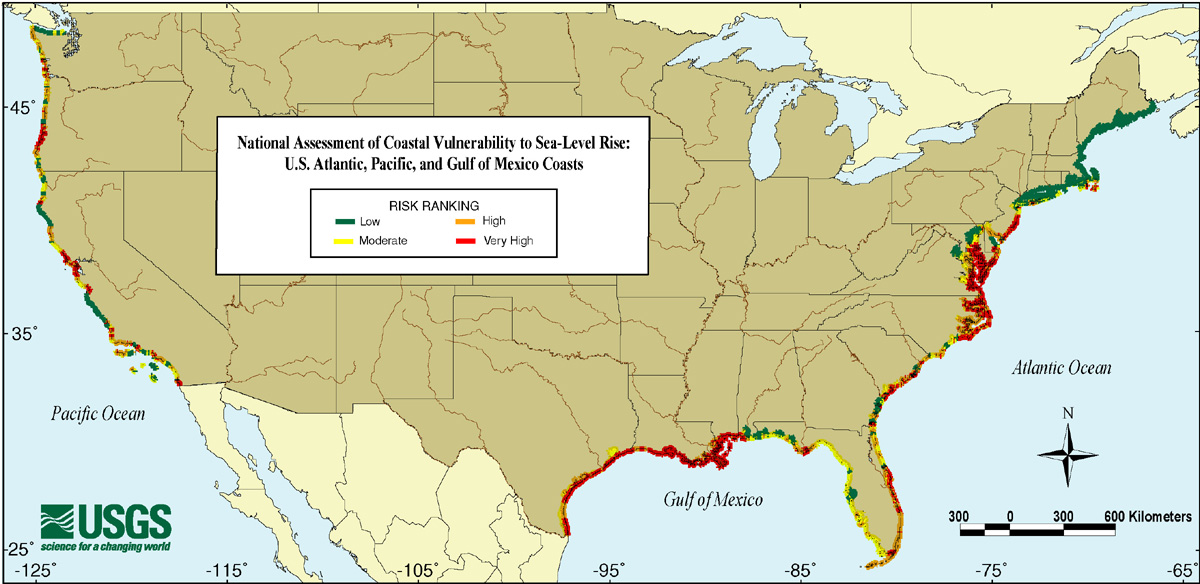 National Assessment of Coastal Vulnerability to Sea-Level Rise:
U.S. Atlantic, Pacific, and Gulf of Mexico Coasts
RISK RANKING
Low
High
Moderate
Very High
45°
35°
25°
Pacific Ocean
Atlantic Ocean
Gulf of Mexico
N
USGS
science for a changing world
300 0 300 600 Kilometers
-125 -115 -105 -95 -85 -75 -65